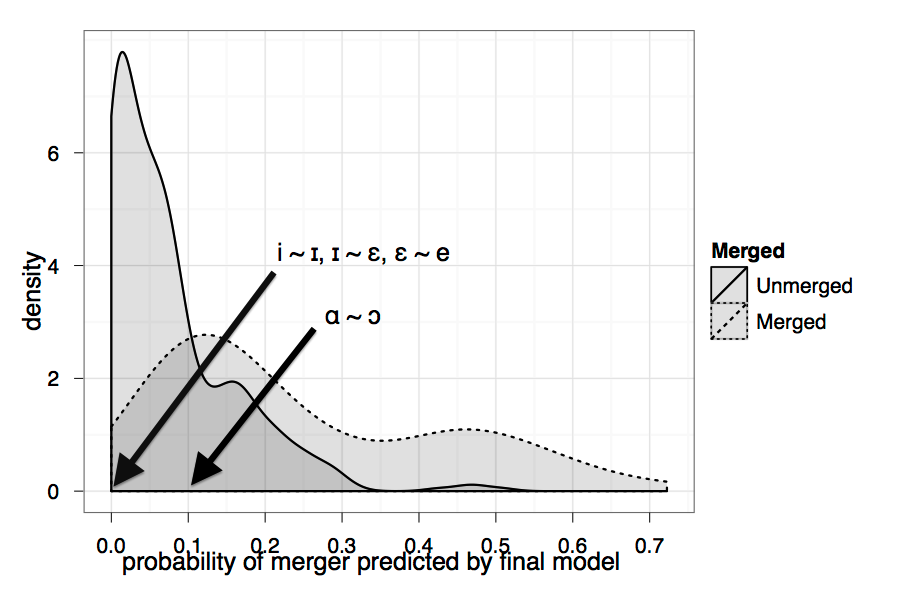 6
4
2
0
density
i ~ ɪ, ɪ ~ ɛ, ɛ ~ e
ɑ ~ ɔ
0.0 0.1 0.2 0.3 0.4 0.5 0.6 0.7
probability of merger predicted by final model
Merged
Unmerged
Merged